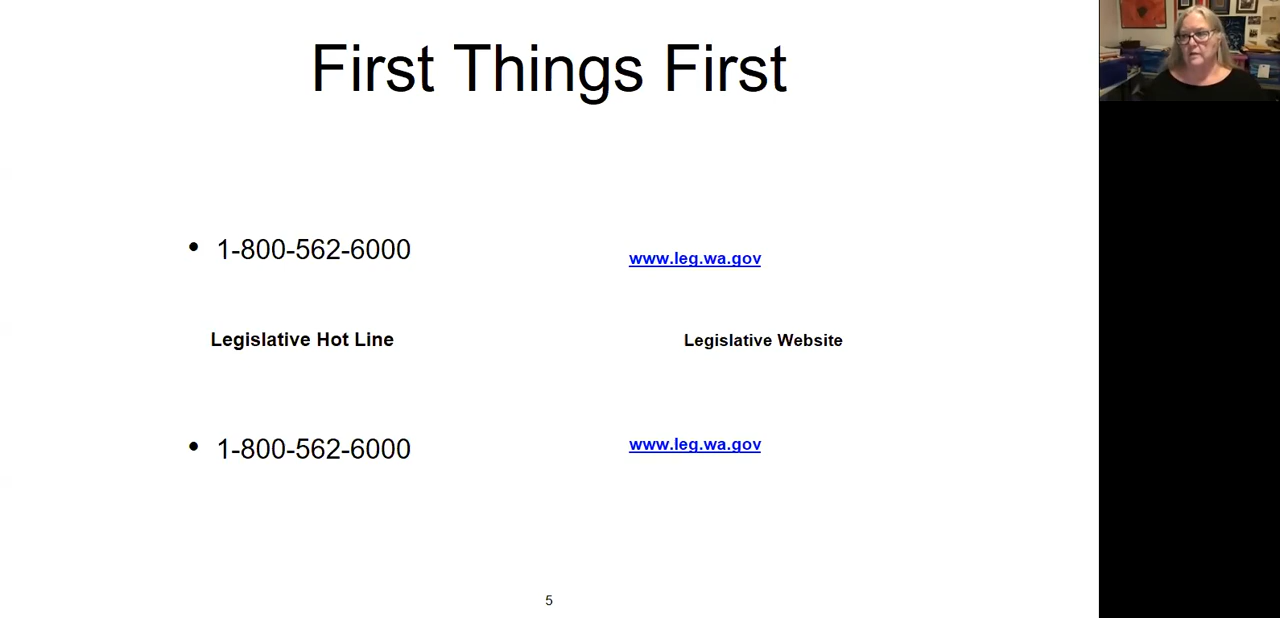 First Things First
• 1-800-562-6000
www.leg.wa.gov
Legislative Hot Line
Legislative Website
• 1-800-562-6000
www.leg.wa.gov
5